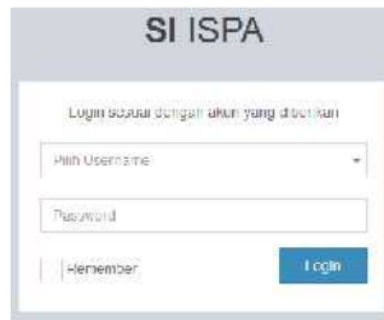 SI ISPA
Login sesuai dengan akun yang diberikan
Pilih Username
Password
Remember
Login